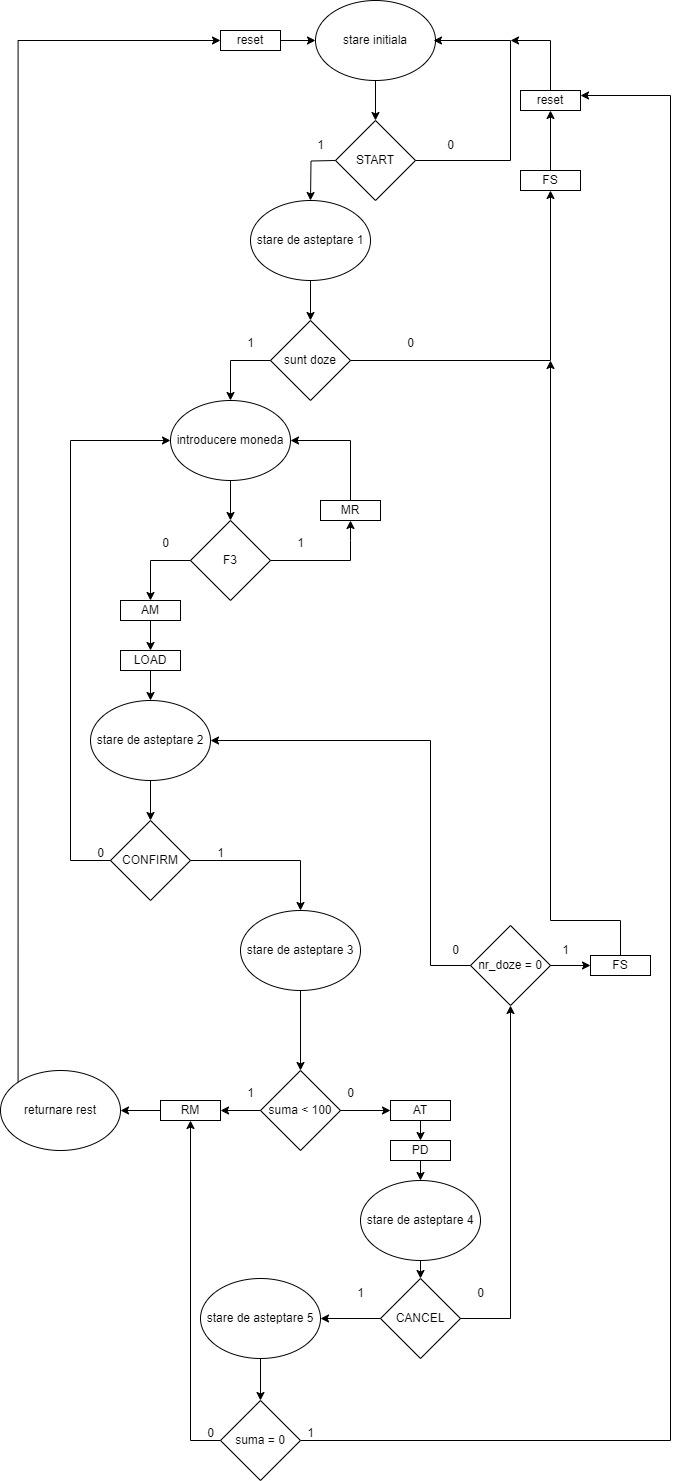 reset
stare initiala
reset
1
0
START
FS
stare de asteptare 1
1
0
sunt doze
introducere moneda
MR
0
1
F3
AM
LOAD
stare de asteptare 2
0
CONFIRM
1
stare de asteptare 3
0
1
nr_doze = 0
FS
1
0
returnare rest
RM
suma < 100
AT
PD
stare de asteptare 4
1
0
stare de asteptare 5
CANCEL
0
suma = 0
1